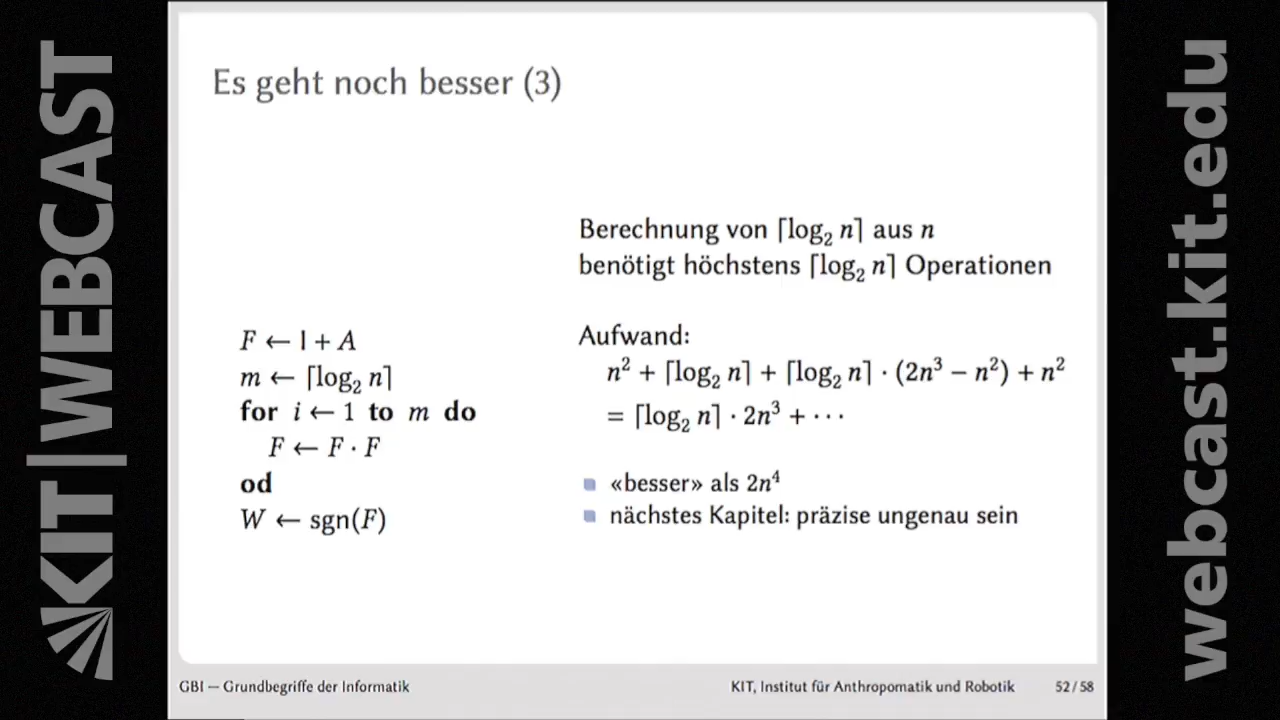 KIT | WEBCAST
Es geht noch besser (3)
Berechnung von ⌈log₂ n⌉ aus n
benötigt höchstens ⌈log₂ n⌉ Operationen
F ← I + A
m ← ⌈log₂ n⌉
for i ← 1 to m do
F ← F · F
od
W ← sgn(F)
Aufwand:
n² + ⌈log₂ n⌉ + ⌈log₂ n⌉ · (2n³ − n²) + n²
= ⌈log₂ n⌉ · 2n³ + · · ·
«besser» als 2n⁴
nächstes Kapitel: präzise ungenau sein
GBI — Grundbegriffe der Informatik
KIT, Institut für Anthropomatik und Robotik
52 / 58
webcast.kit.edu